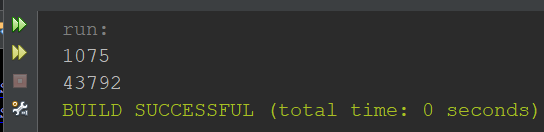 run:
1075
43792
BUILD SUCCESSFUL (total time: 0 seconds)